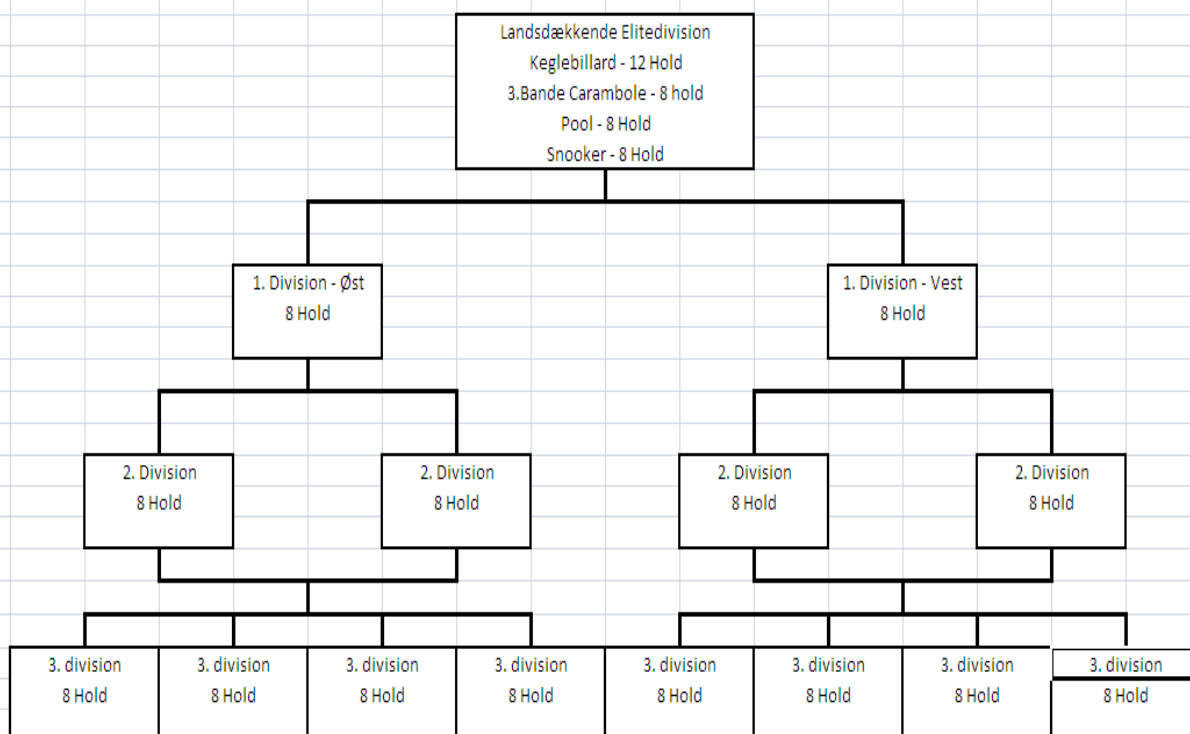 Landsdækkende Elitedivision
Keglebillard - 12 Hold
3.Bande Carambole - 8 hold
Pool - 8 Hold
Snooker - 8 Hold
1. Division - Øst
8 Hold
1. Division - Vest
8 Hold
2. Division
8 Hold
2. Division
8 Hold
2. Division
8 Hold
2. Division
8 Hold
3. division
8 Hold
3. division
8 Hold
3. division
8 Hold
3. division
8 Hold
3. division
8 Hold
3. division
8 Hold
3. division
8 Hold
3. division
8 Hold